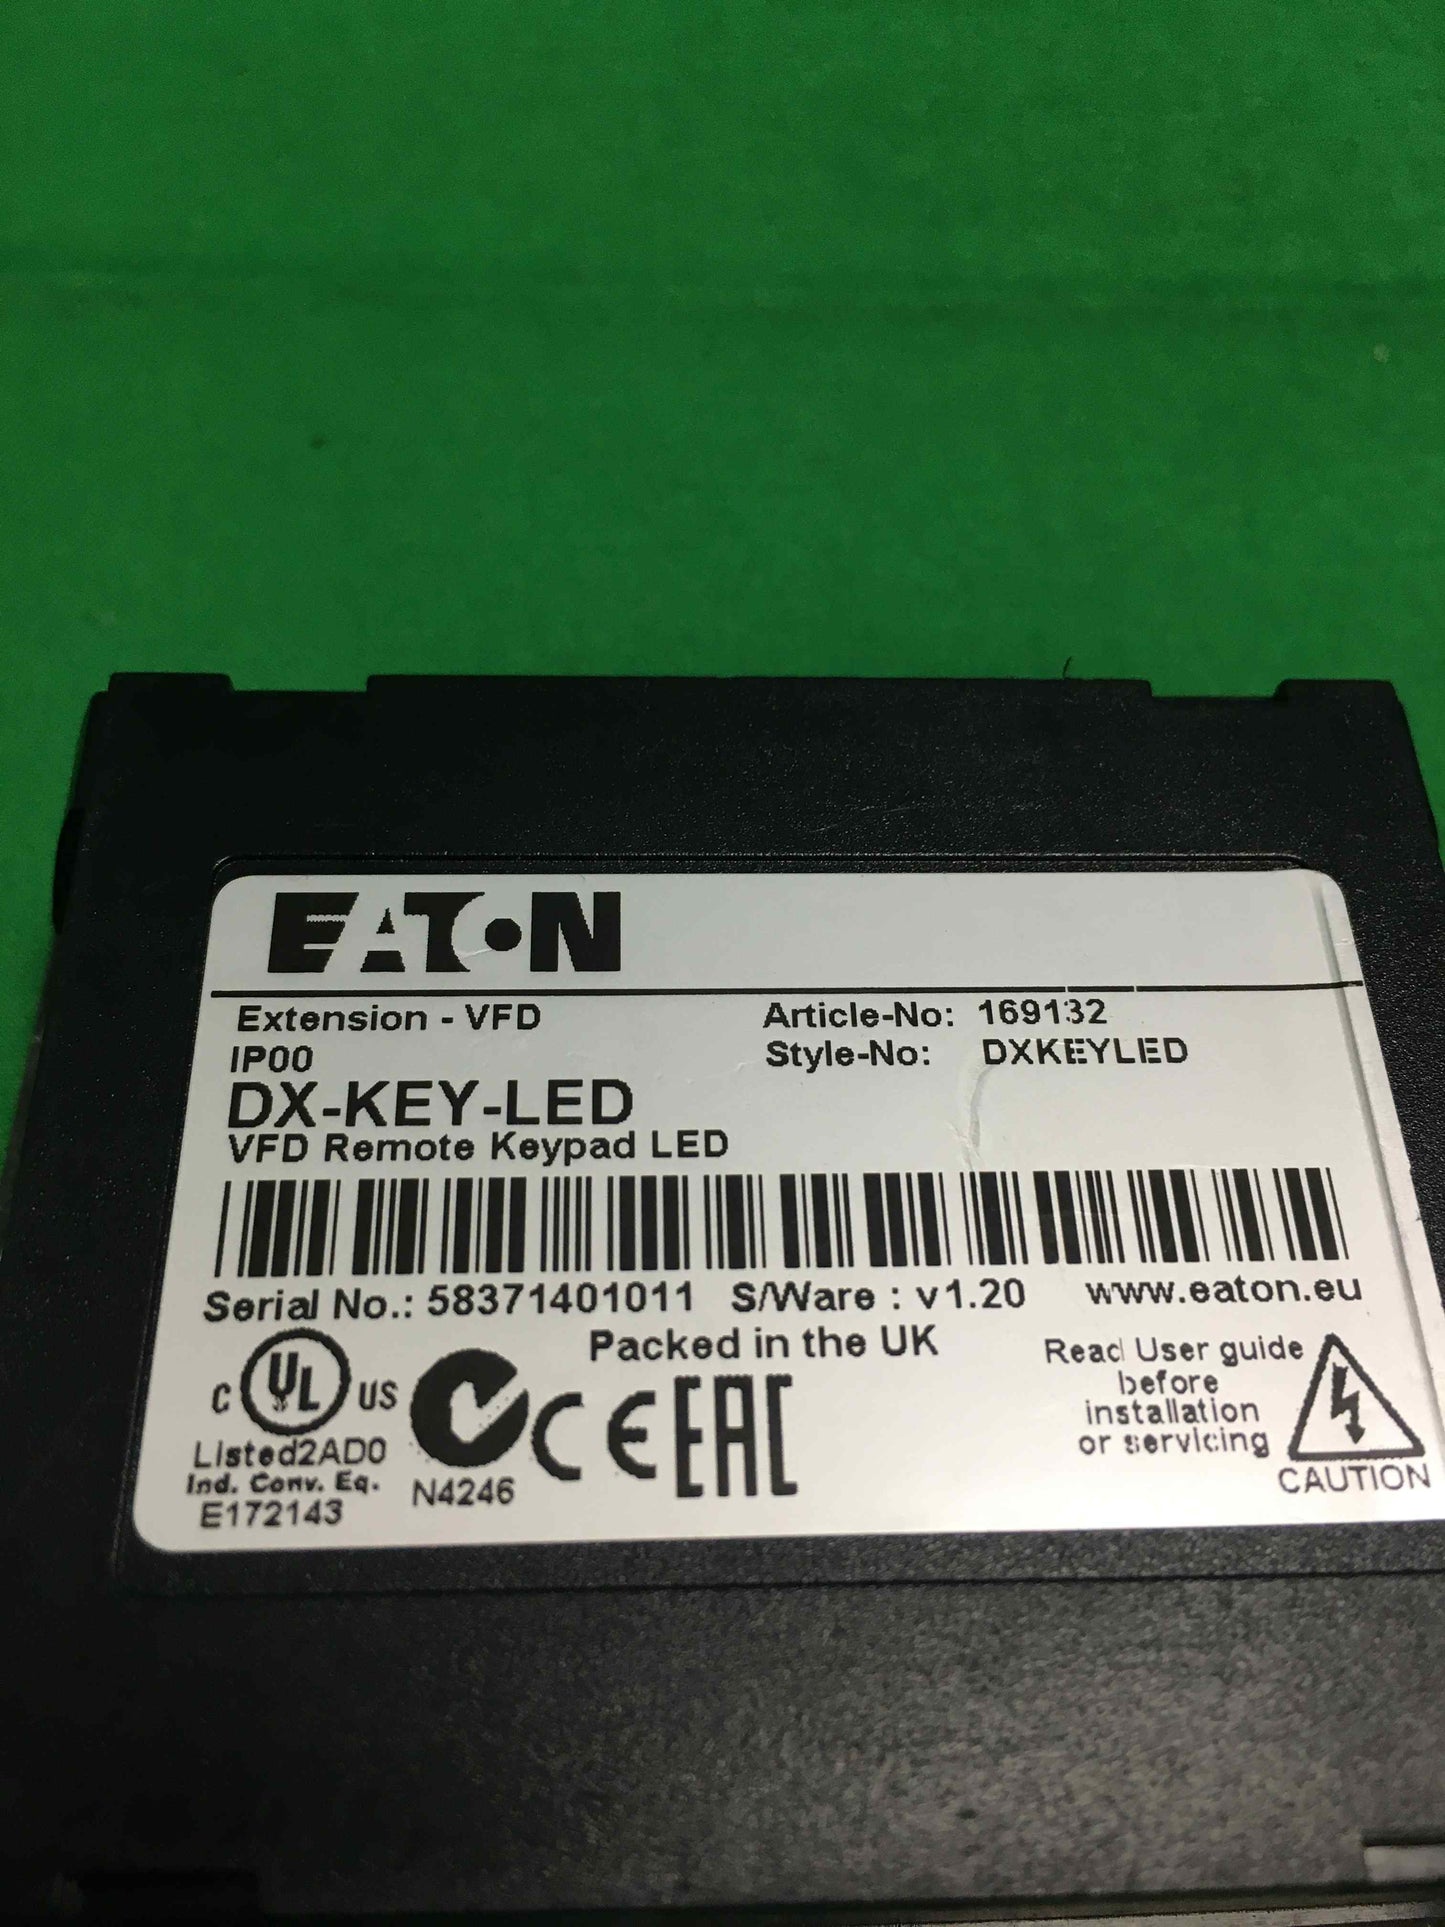 EATON
Extension - VFD Article-No: 169132
IP00 Style-No: DXKEYLED
DX-KEY-LED
VFD Remote Keypad LED
Serial No.: 58371401011 S/Ware : v1.20 www.eaton.eu
Packed in the UK
C UL US
Listed2AD0
Ind. Conv. Eq.
E172143
N4246
CE EAC
Read User guide
before
installation
or servicing
CAUTION